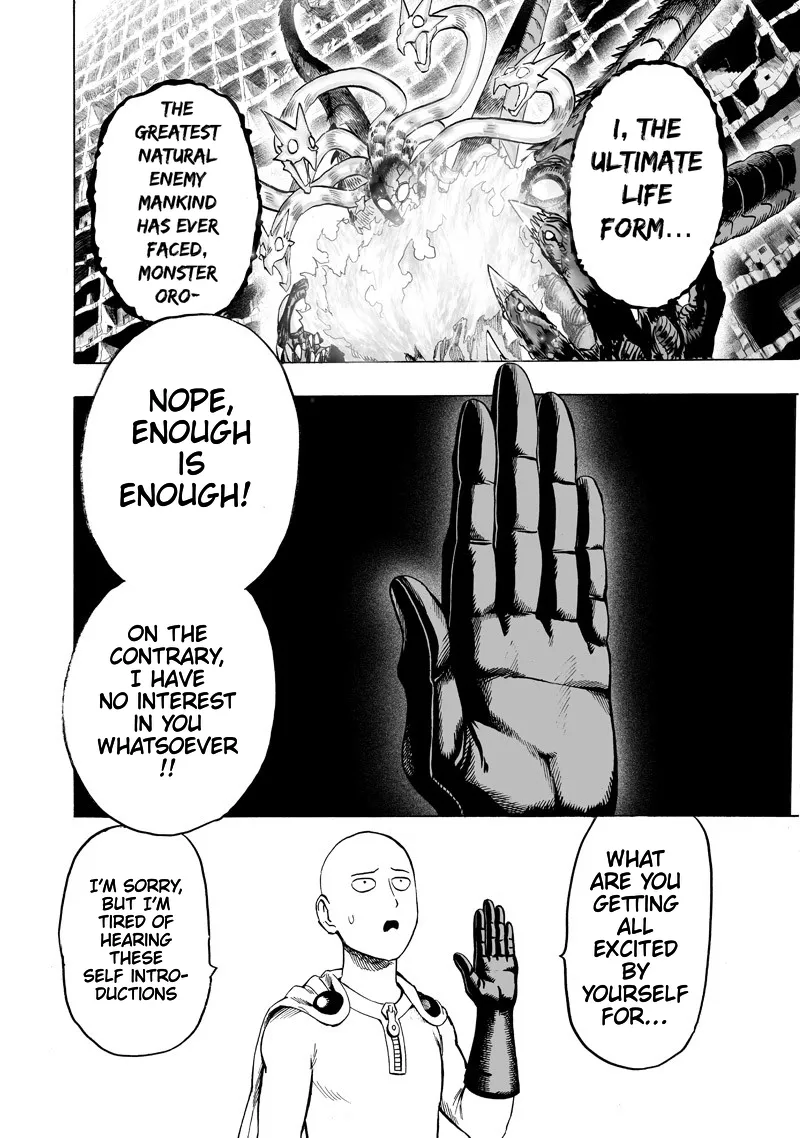 I, THE
ULTIMATE
LIFE
FORM...
THE
GREATEST
NATURAL
ENEMY
MANKIND
HAS EVER
FACED,
MONSTER
ORO-
NOPE,
ENOUGH
IS
ENOUGH!
ON THE
CONTRARY,
I HAVE
NO INTEREST
IN YOU
WHATSOEVER
!!
WHAT
ARE YOU
GETTING
ALL
EXCITED
BY
YOURSELF
FOR...
I'M SORRY,
BUT I'M
TIRED OF
HEARING
THESE
SELF INTRO-
DUCTIONS